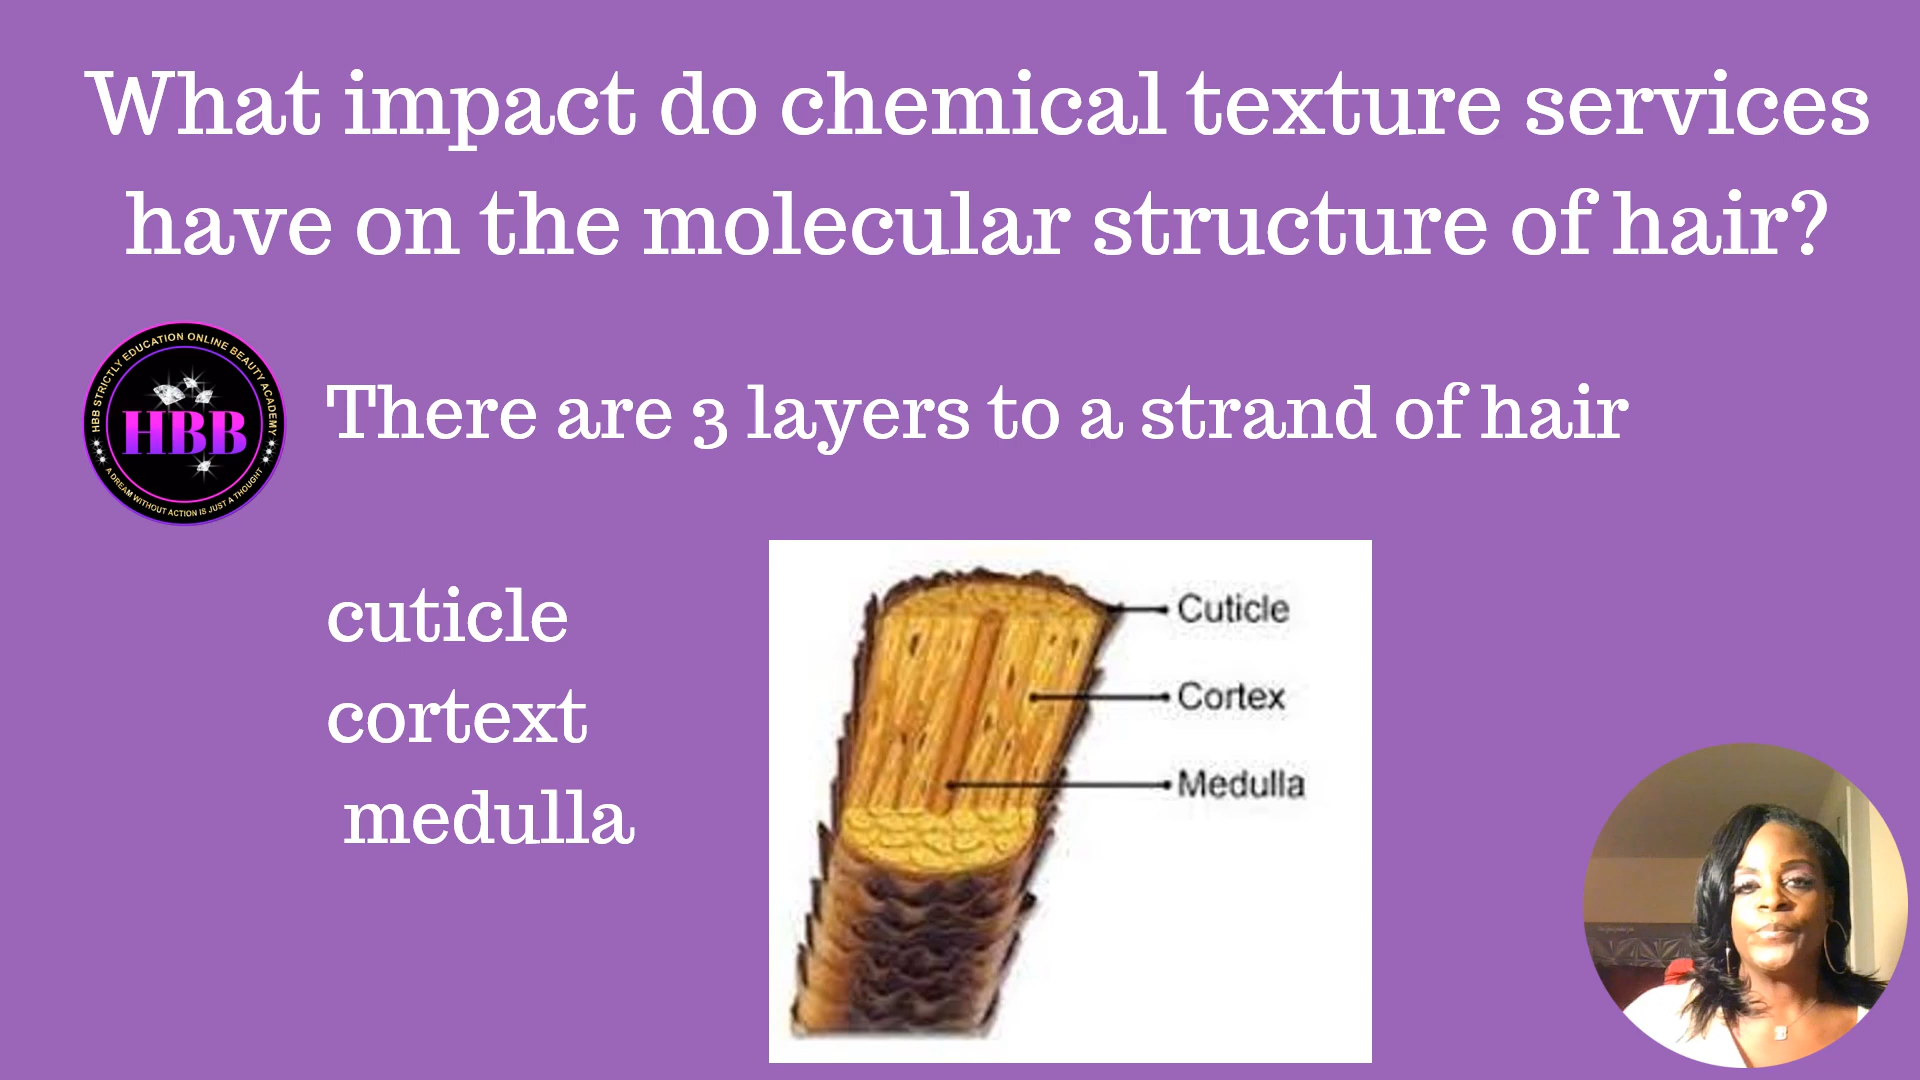 What impact do chemical texture services
have on the molecular structure of hair?
HBB STRICTLY EDUCATION ONLINE BEAUTY ACADEMY
HBB
A DREAM WITHOUT ACTION IS JUST A THOUGHT
There are 3 layers to a strand of hair
cuticle
cortext
medulla
Cuticle
Cortex
Medulla